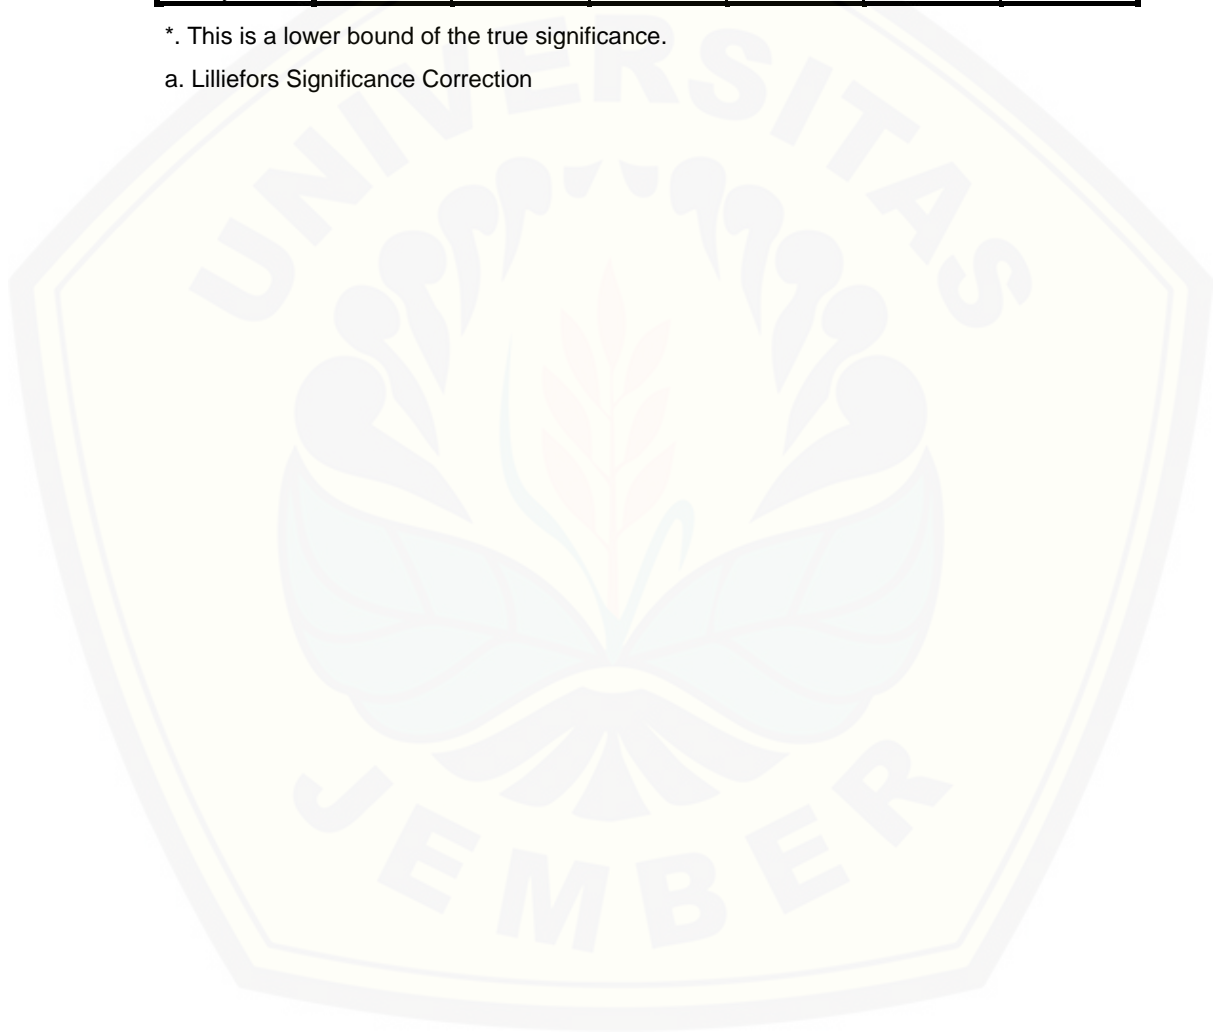 *. This is a lower bound of the true significance.
a. Lilliefors Significance Correction
UNIVERSITAS
JEMBER